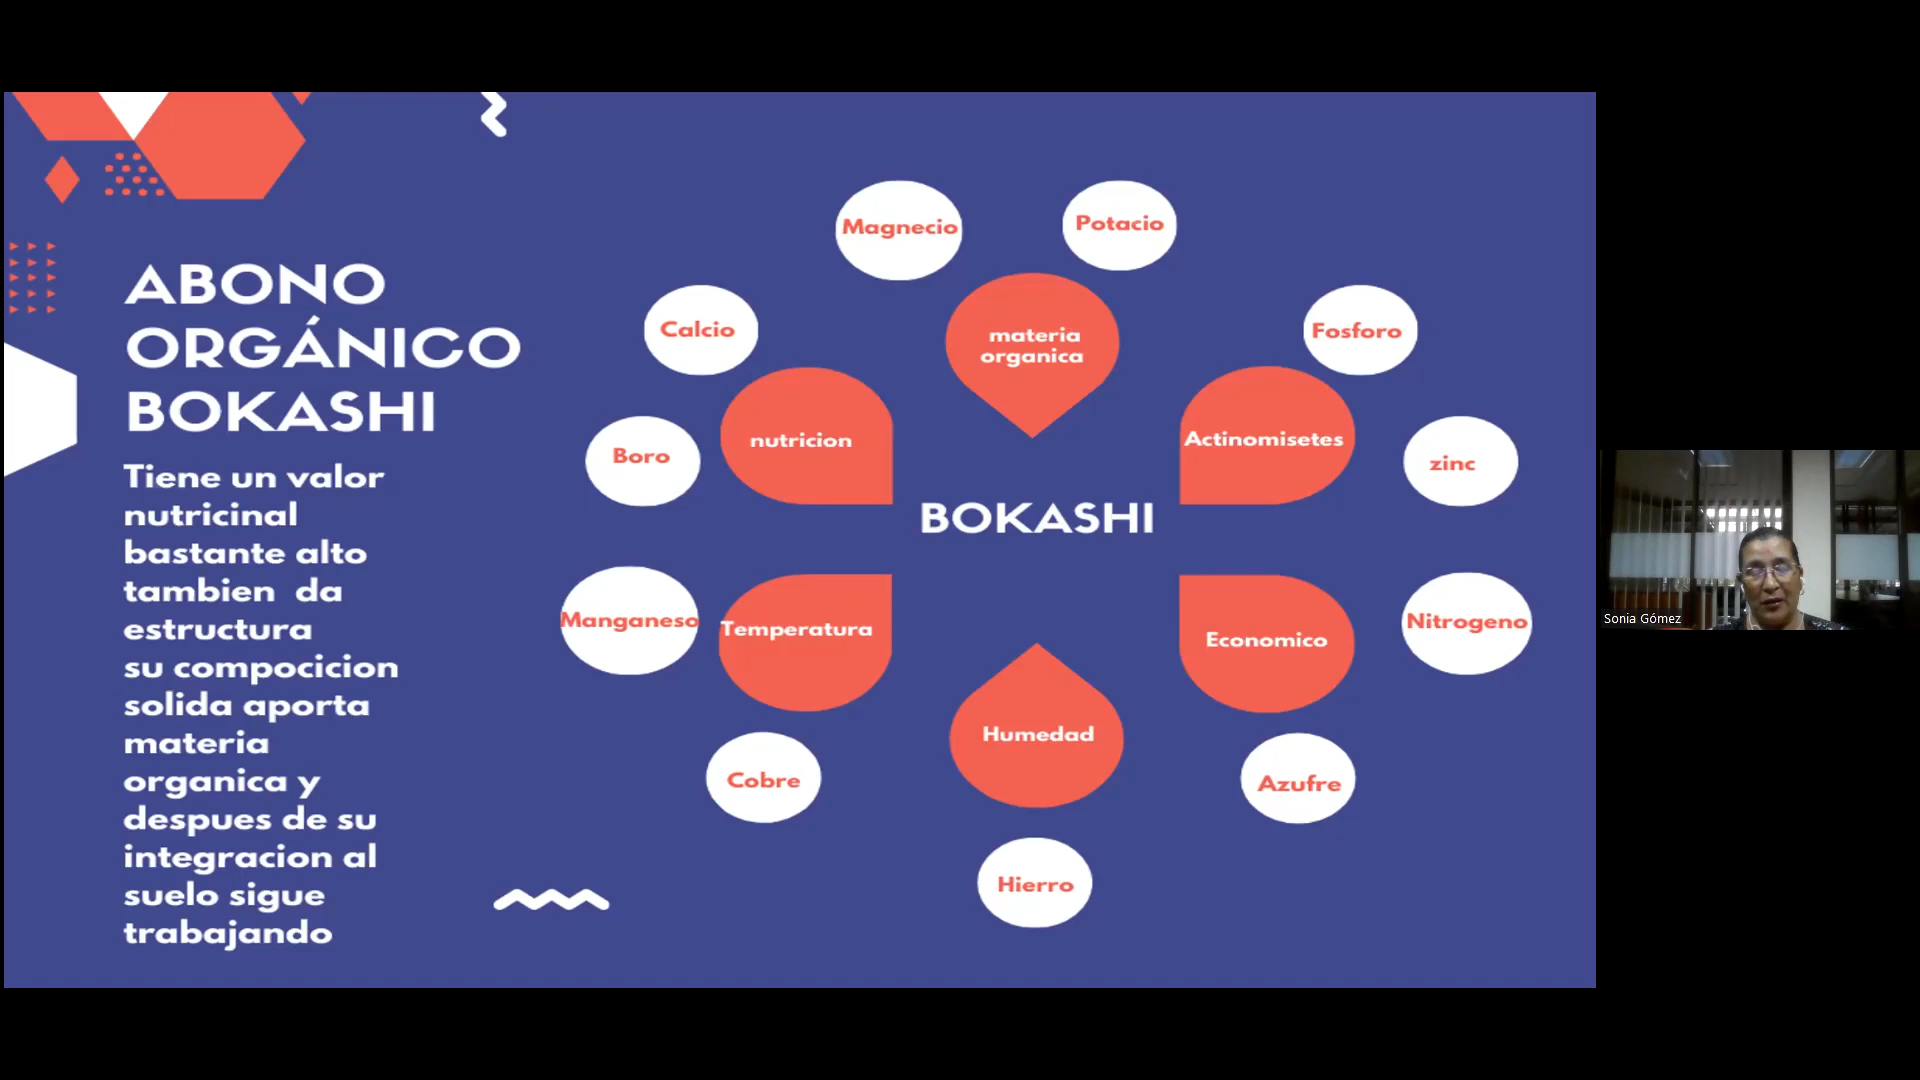 ABONO
ORGÁNICO
BOKASHI
Tiene un valor
nutricinal
bastante alto
tambien da
estructura
su compocicion
solida aporta
materia
organica y
despues de su
integracion al
suelo sigue
trabajando
Magnecio
Potacio
Calcio
materia
organica
Fosforo
Boro
nutricion
Actinomisetes
zinc
BOKASHI
Manganeso
Temperatura
Economico
Nitrogeno
Cobre
Humedad
Azufre
Hierro
Sonia Gómez